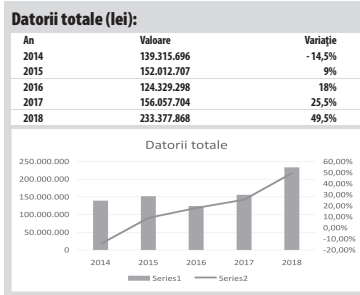 Datorii totale (lei):
An Valoare Variație
2014 139.315.696 - 14,5%
2015 152.012.707 9%
2016 124.329.298 18%
2017 156.057.704 25,5%
2018 233.377.868 49,5%
Datorii totale
250.000.000 60,00%
200.000.000 50,00%
150.000.000 40,00%
100.000.000 30,00%
50.000.000 20,00%
0 10,00%
0,00%
-10,00%
-20,00%
2014 2015 2016 2017 2018
Series1 Series2